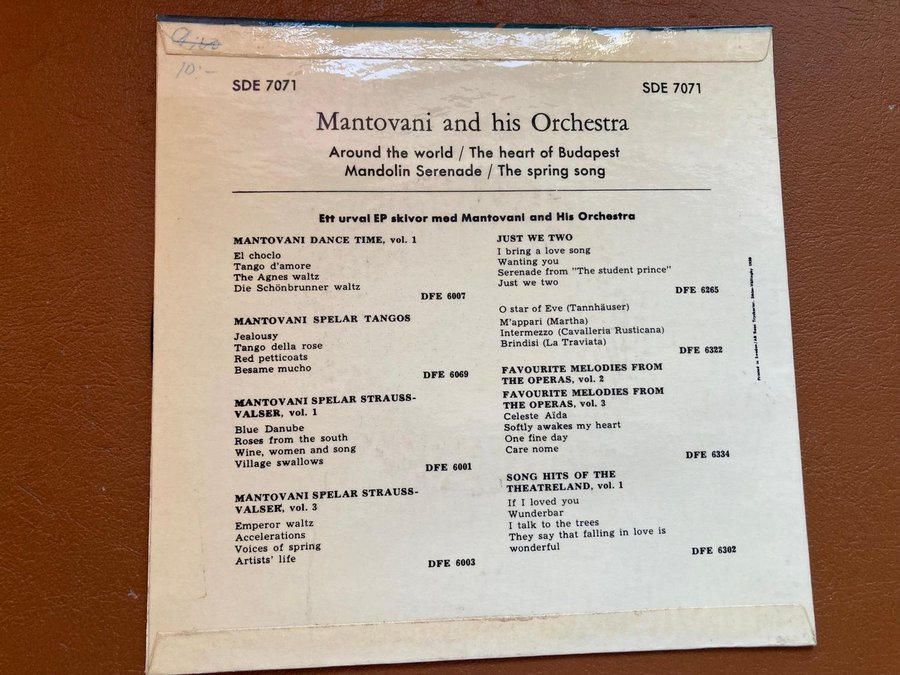 10:-
SDE 7071
SDE 7071
Mantovani and his Orchestra
Around the world / The heart of Budapest
Mandolin Serenade / The spring song
Ett urval EP skivor med Mantovani and His Orchestra
MANTOVANI DANCE TIME, vol. 1
El choclo
Tango d'amore
The Agnes waltz
Die Schönbrunner waltz
DFE 6007
MANTOVANI SPELAR TANGOS
Jealousy
Tango della rose
Red petticoats
Besame mucho
DFE 6069
MANTOVANI SPELAR STRAUSS-
VALSER, vol. 1
Blue Danube
Roses from the south
Wine, women and song
Village swallows
DFE 6001
MANTOVANI SPELAR STRAUSS-
VALSER, vol. 3
Emperor waltz
Accelerations
Voices of spring
Artists' life
DFE 6003
JUST WE TWO
I bring a love song
Wanting you
Serenade from "The student prince"
Just we two
DFE 6265
O star of Eve (Tannhäuser)
M'appari (Martha)
Intermezzo (Cavalleria Rusticana)
Brindisi (La Traviata)
DFE 6322
FAVOURITE MELODIES FROM
THE OPERAS, vol. 2
FAVOURITE MELODIES FROM
THE OPERAS, vol. 3
Celeste Aïda
Softly awakes my heart
One fine day
Care nome
DFE 6334
SONG HITS OF THE
THEATRELAND, vol. 1
If I loved you
Wunderbar
I talk to the trees
They say that falling in love is
wonderful
DFE 6302
Printed in Sweden/AB